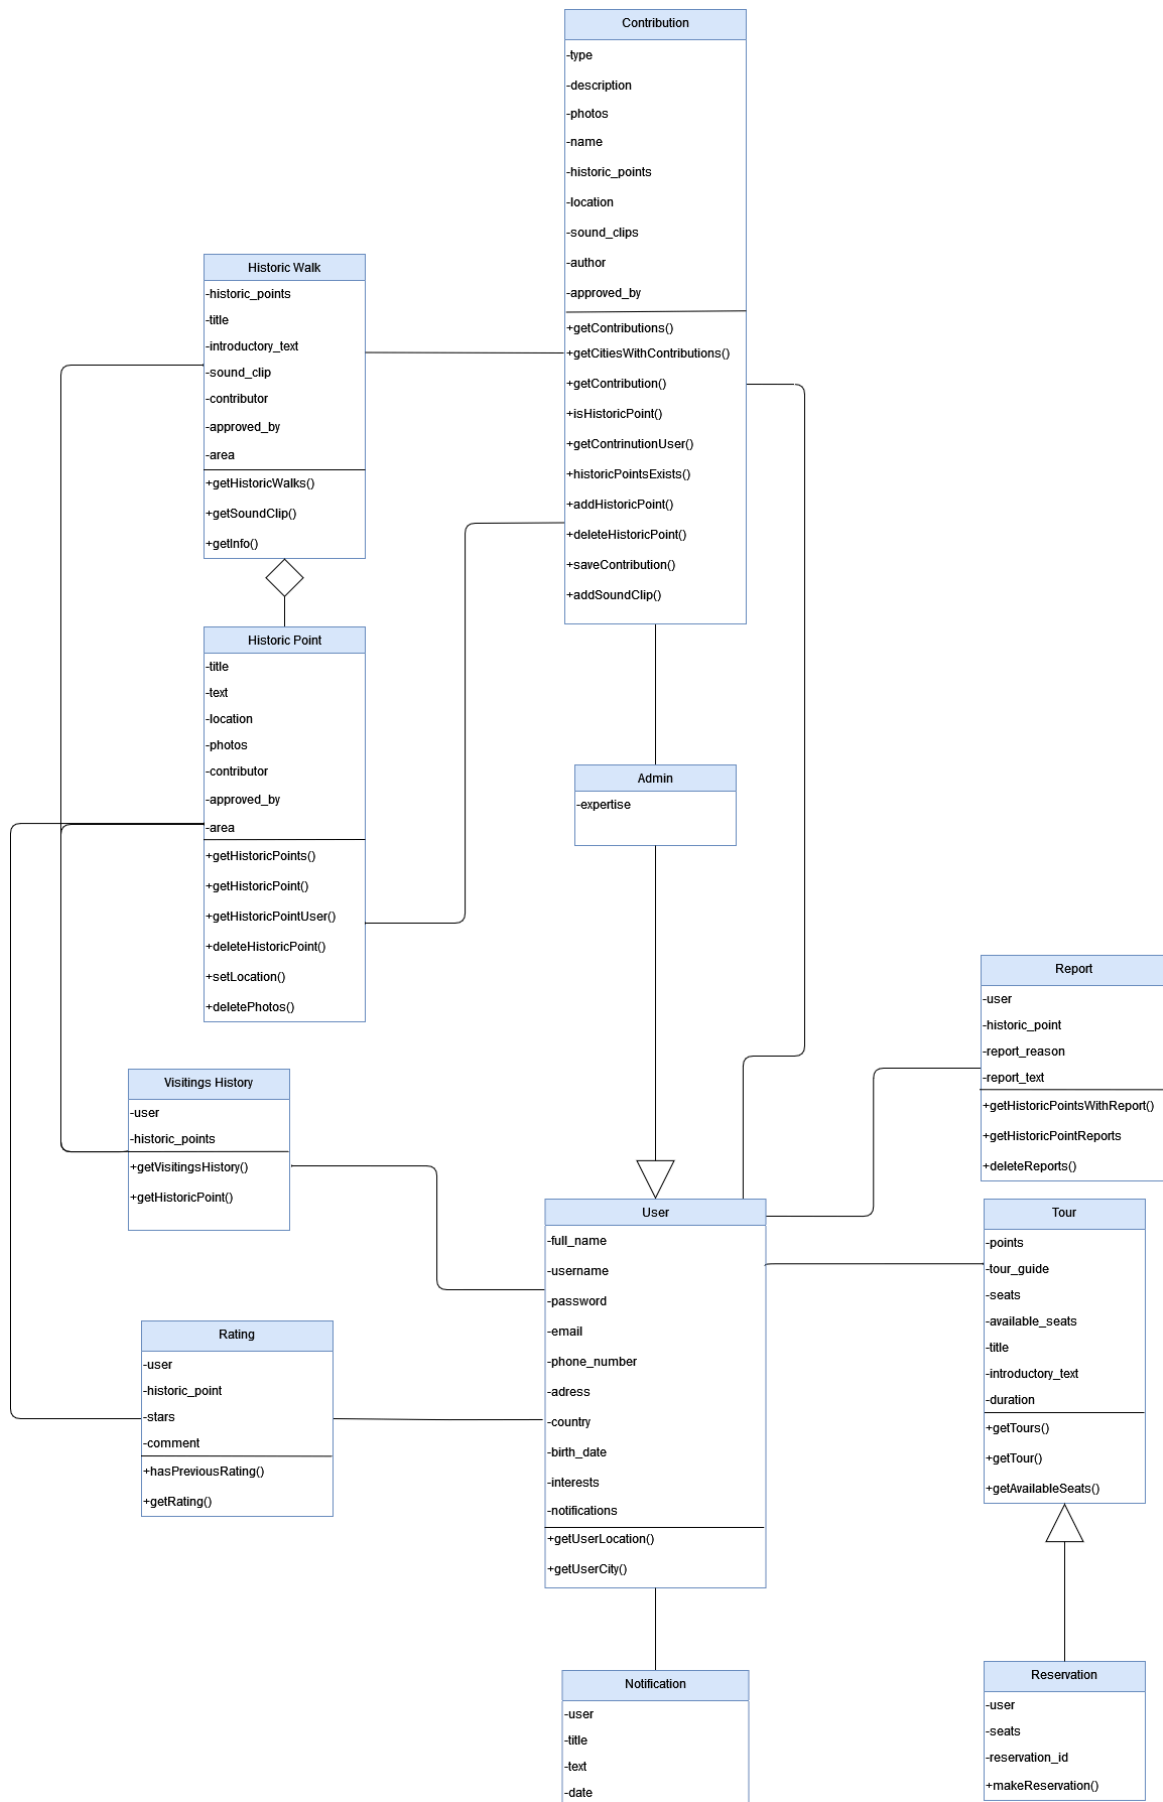 Contribution
-type
-description
-photos
-name
-historic_points
-location
-sound_clips
-author
-approved_by
+getContributions()
+getCitiesWithContributions()
+getContribution()
+isHistoricPoint()
+getContrinutionUser()
+historicPointsExists()
+addHistoricPoint()
+deleteHistoricPoint()
+saveContribution()
+addSoundClip()
Historic Walk
-historic_points
-title
-introductory_text
-sound_clip
-contributor
-approved_by
-area
+getHistoricWalks()
+getSoundClip()
+getInfo()
Historic Point
-title
-text
-location
-photos
-contributor
-approved_by
-area
+getHistoricPoints()
+getHistoricPoint()
+getHistoricPointUser()
+deleteHistoricPoint()
+setLocation()
+deletePhotos()
Admin
-expertise
Report
-user
-historic_point
-report_reason
-report_text
+getHistoricPointsWithReport()
+getHistoricPointReports
+deleteReports()
Visitings History
-user
-historic_points
+getVisitingsHistory()
+getHistoricPoint()
User
-full_name
-username
-password
-email
-phone_number
-adress
-country
-birth_date
-interests
-notifications
+getUserLocation()
+getUserCity()
Tour
-points
-tour_guide
-seats
-available_seats
-title
-introductory_text
-duration
+getTours()
+getTour()
+getAvailableSeats()
Rating
-user
-historic_point
-stars
-comment
+hasPreviousRating()
+getRating()
Notification
-user
-title
-text
-date
Reservation
-user
-seats
-reservation_id
+makeReservation()